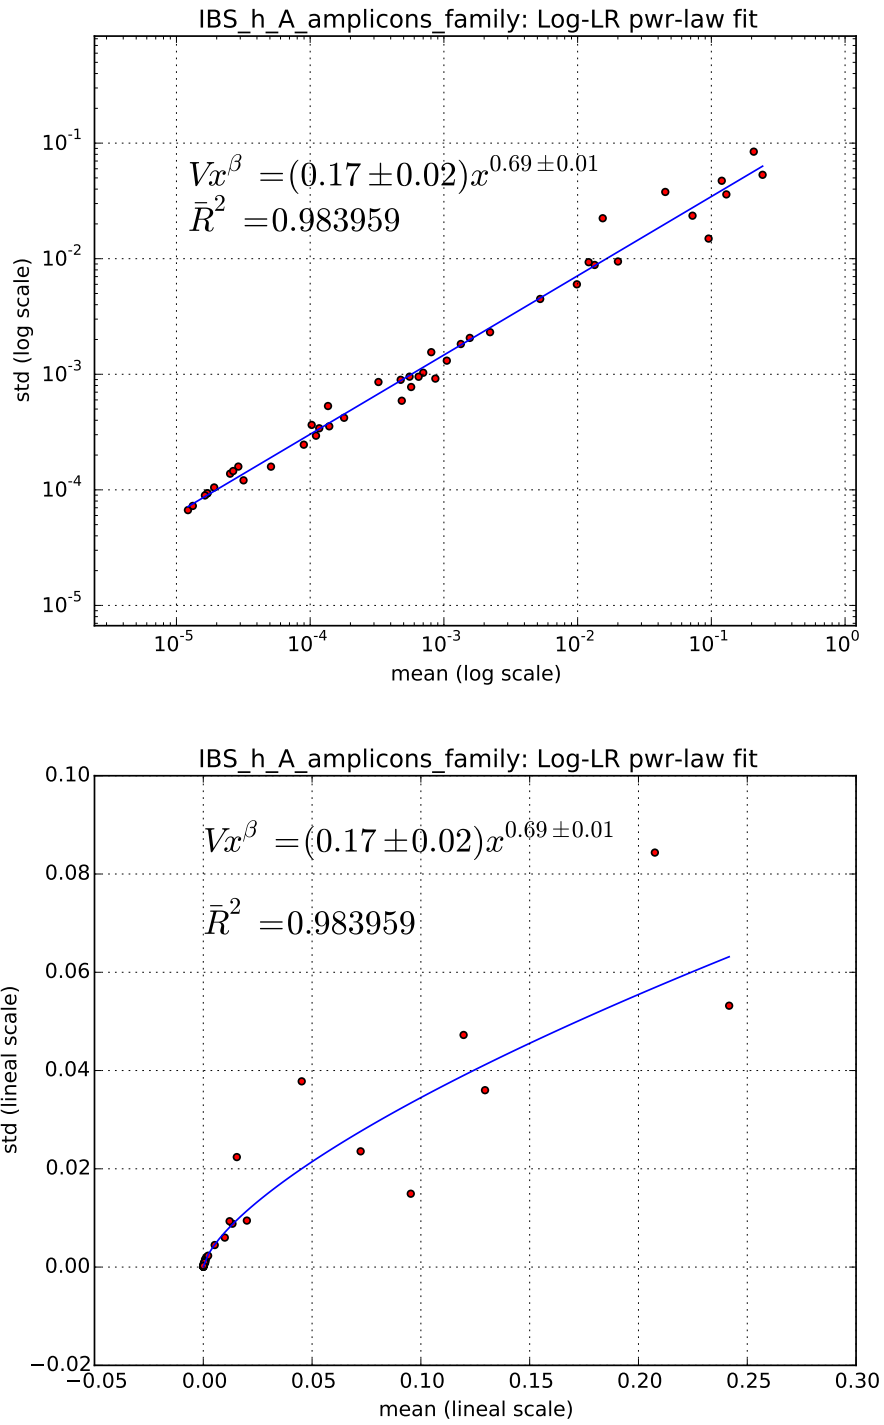 IBS_h_A_amplicons_family: Log-LR pwr-law fit
10^-1
10^-2
10^-3
10^-4
10^-5
std (log scale)
Vx^β =(0.17±0.02)x^0.69±0.01
R̄^2 =0.983959
10^-5 10^-4 10^-3 10^-2 10^-1 10^0
mean (log scale)
IBS_h_A_amplicons_family: Log-LR pwr-law fit
0.10
0.08
0.06
0.04
0.02
0.00
−0.02
std (lineal scale)
Vx^β =(0.17±0.02)x^0.69±0.01
R̄^2 =0.983959
−0.05 0.00 0.05 0.10 0.15 0.20 0.25 0.30
mean (lineal scale)